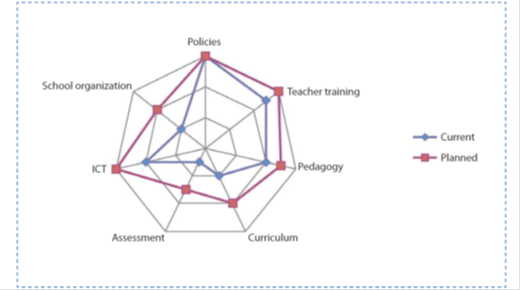 Policies
School organization
Teacher training
Current
Planned
ICT
Pedagogy
Assessment
Curriculum